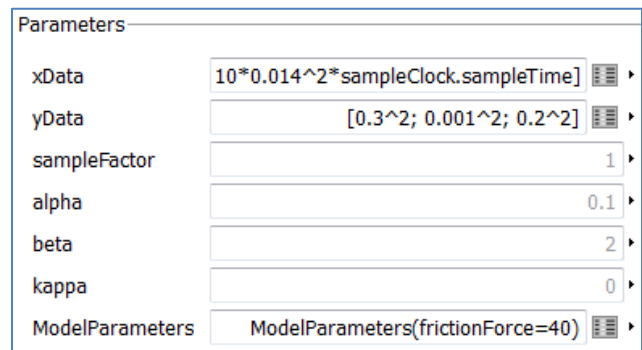 Parameters
xData 10*0.014^2*sampleClock.sampleTime]
yData [0.3^2; 0.001^2; 0.2^2]
sampleFactor 1
alpha 0.1
beta 2
kappa 0
ModelParameters ModelParameters(frictionForce=40)